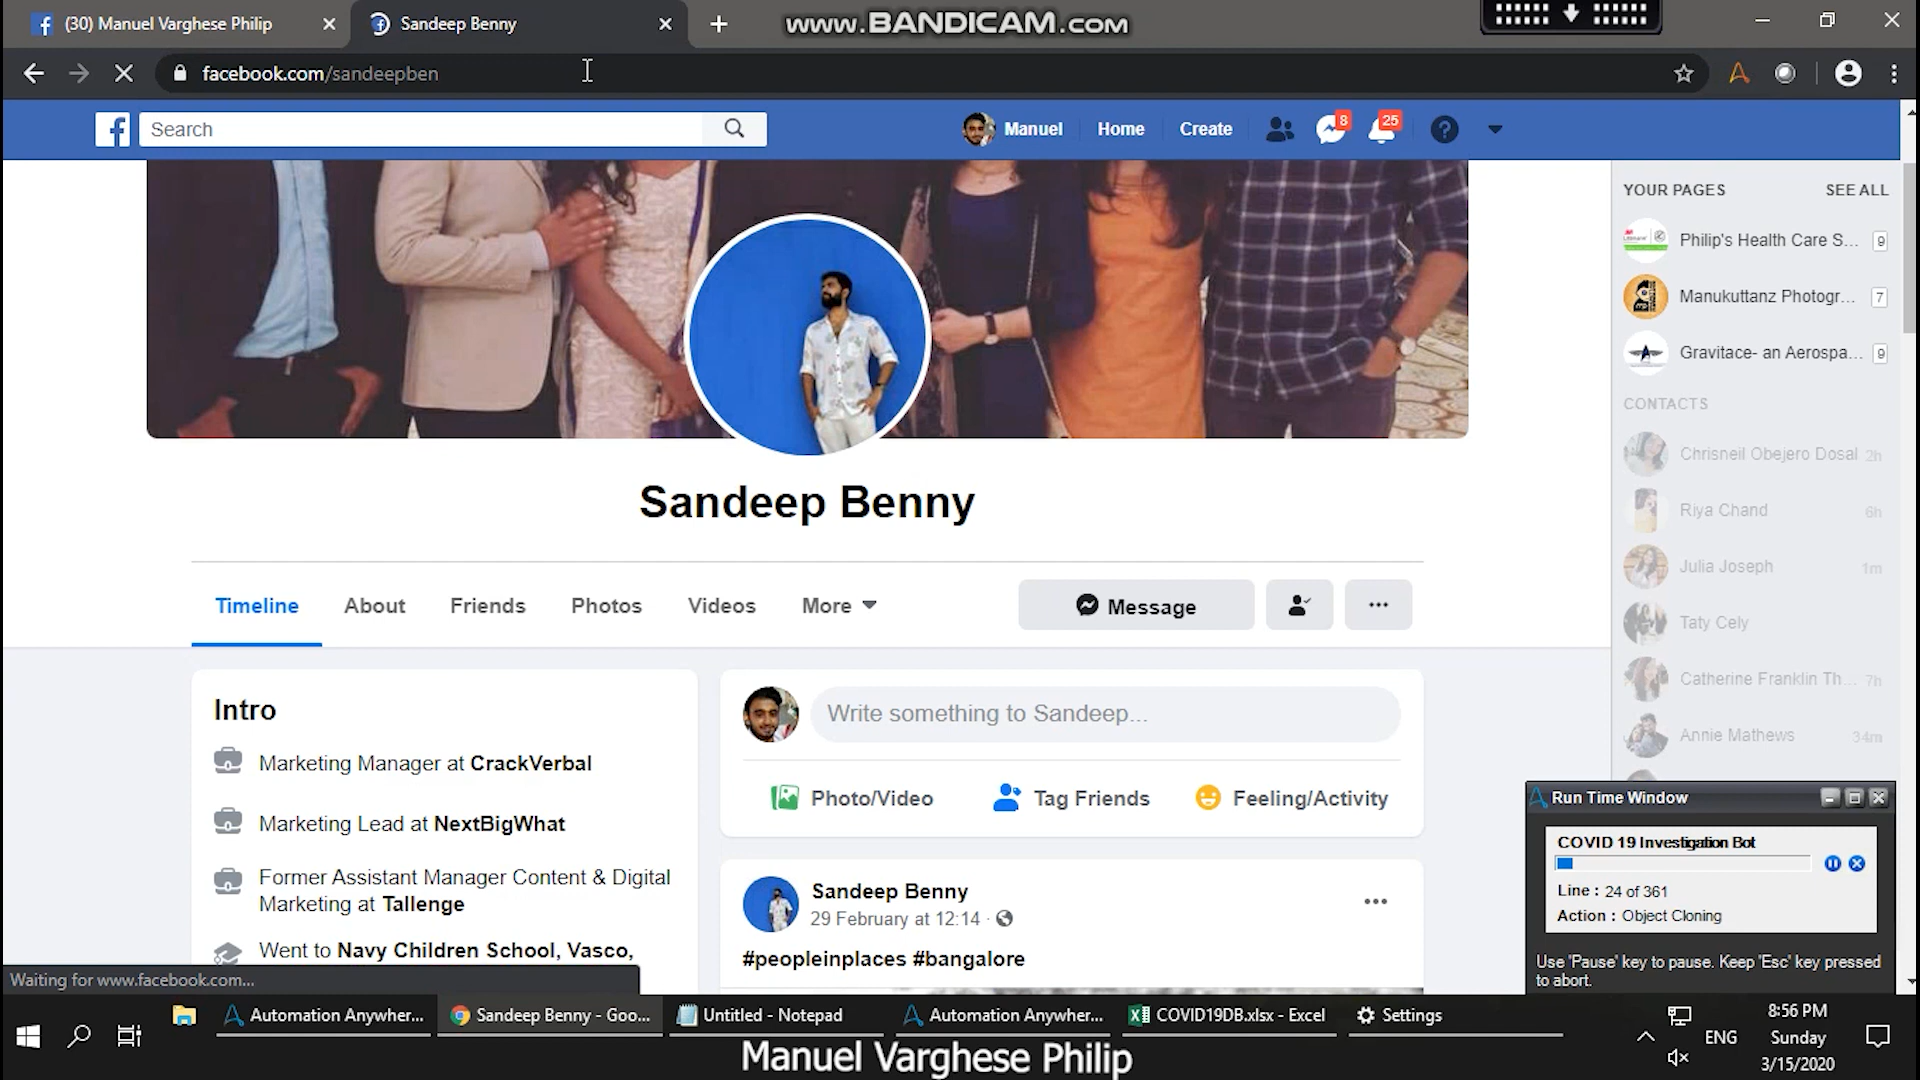 (30) Manuel Varghese Philip
Sandeep Benny
www.BANDICAM.com
facebook.com/sandeepben
Search
Manuel
Home
Create
8
25
YOUR PAGES
SEE ALL
Philip's Health Care S... 9
Manukuttanz Photogr... 7
Gravitace- an Aerospa... 9
CONTACTS
Chrisneil Obejero Dosal 2h
Riya Chand 6h
Julia Joseph 1m
Taty Cely
Catherine Franklin Th... 7h
Annie Mathews 34m
Sandeep Benny
Timeline
About
Friends
Photos
Videos
More
Message
Intro
Marketing Manager at CrackVerbal
Marketing Lead at NextBigWhat
Former Assistant Manager Content & Digital
Marketing at Tallenge
Went to Navy Children School, Vasco,
Write something to Sandeep...
Photo/Video
Tag Friends
Feeling/Activity
Sandeep Benny
29 February at 12:14
#peopleinplaces #bangalore
Run Time Window
COVID 19 Investigation Bot
Line : 24 of 361
Action : Object Cloning
Use 'Pause' key to pause. Keep 'Esc' key pressed
to abort.
Waiting for www.facebook.com...
Automation Anywher...
Sandeep Benny - Goo...
Untitled - Notepad
Automation Anywher...
COVID19DB.xlsx - Excel
Settings
ENG
8:56 PM
Sunday
3/15/2020
Manuel Varghese Philip